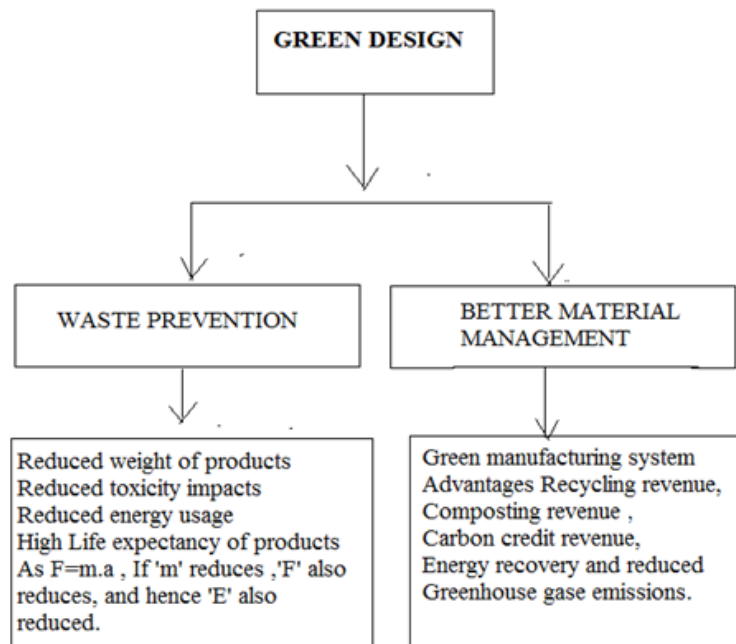 GREEN DESIGN
WASTE PREVENTION
BETTER MATERIAL
MANAGEMENT
Reduced weight of products
Reduced toxicity impacts
Reduced energy usage
High Life expectancy of products
As F=m.a , If 'm' reduces ,'F' also
reduces, and hence 'E' also
reduced.
Green manufacturing system
Advantages Recycling revenue,
Composting revenue ,
Carbon credit revenue,
Energy recovery and reduced
Greenhouse gase emissions.